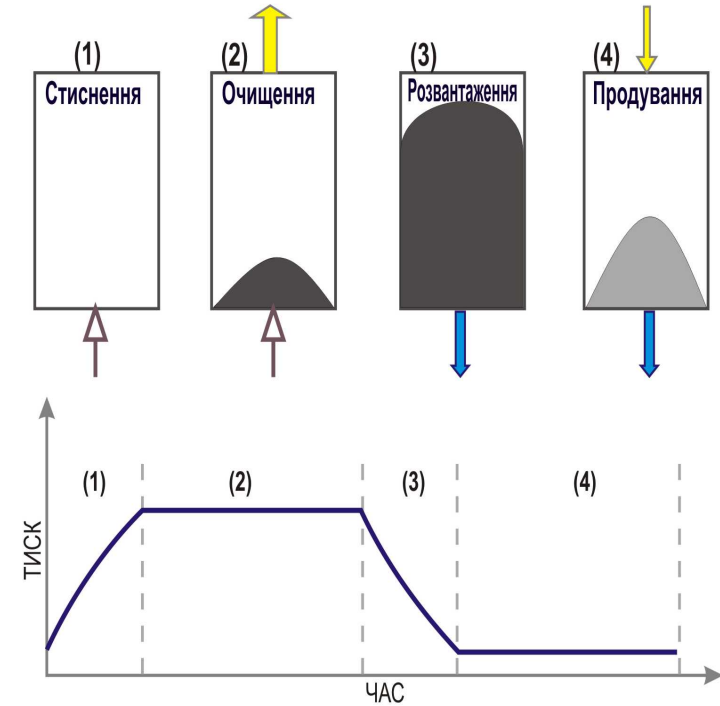 (1)
(2)
(3)
(4)
Стиснення
Очищення
Розвантаження
Продування
(1)
(2)
(3)
(4)
ТИСК
ЧАС